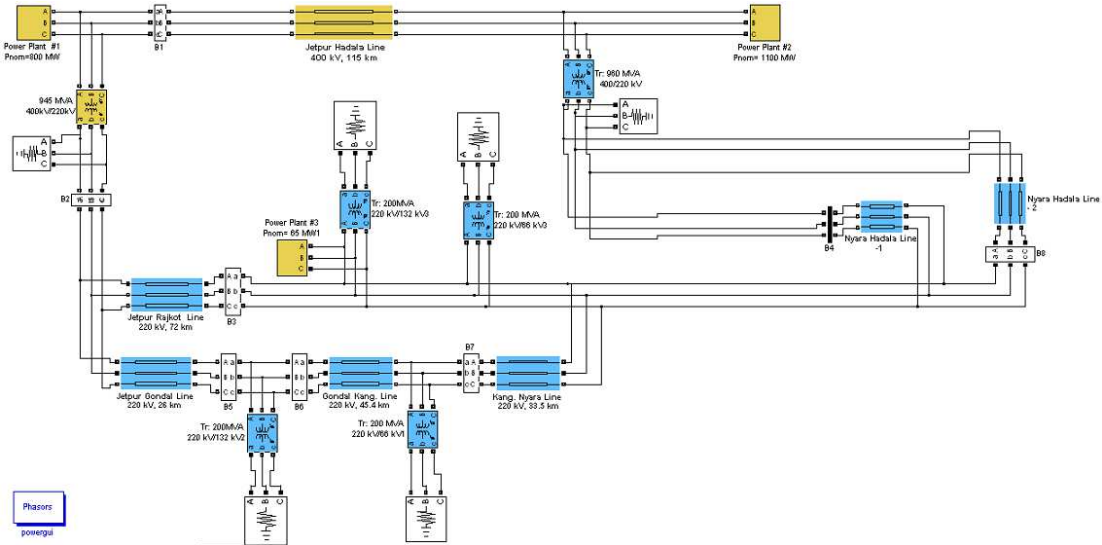 Power Plant #1
Pnom=800 MW
B1
Jetpur Hadala Line
400 kV, 115 km
Power Plant #2
Pnom= 1100 MW
Tr: 960 MVA
400/220 kV
945 MVA
400kV/220kV
A
B
C
A
B
C
B2
Tr: 200MVA
220 kV/132 kV3
Tr: 200 MVA
220 kV/66 kV3
Power Plant #3
Pnom= 65 MW1
Nyara Hadala Line
- 2
B4
Nyara Hadala Line
-1
B8
Jetpur Rajkot Line
220 kV, 72 km
B3
B7
Jetpur Gondal Line
220 kV, 26 km
B5
B6
Gondal Kang. Line
220 kV, 45.4 km
Kang. Nyara Line
220 kV, 33.5 km
Tr: 200MVA
220 kV/132 kV2
Tr: 200 MVA
220 kV/66 kV1
A B C
A B C
Phasors
powergui